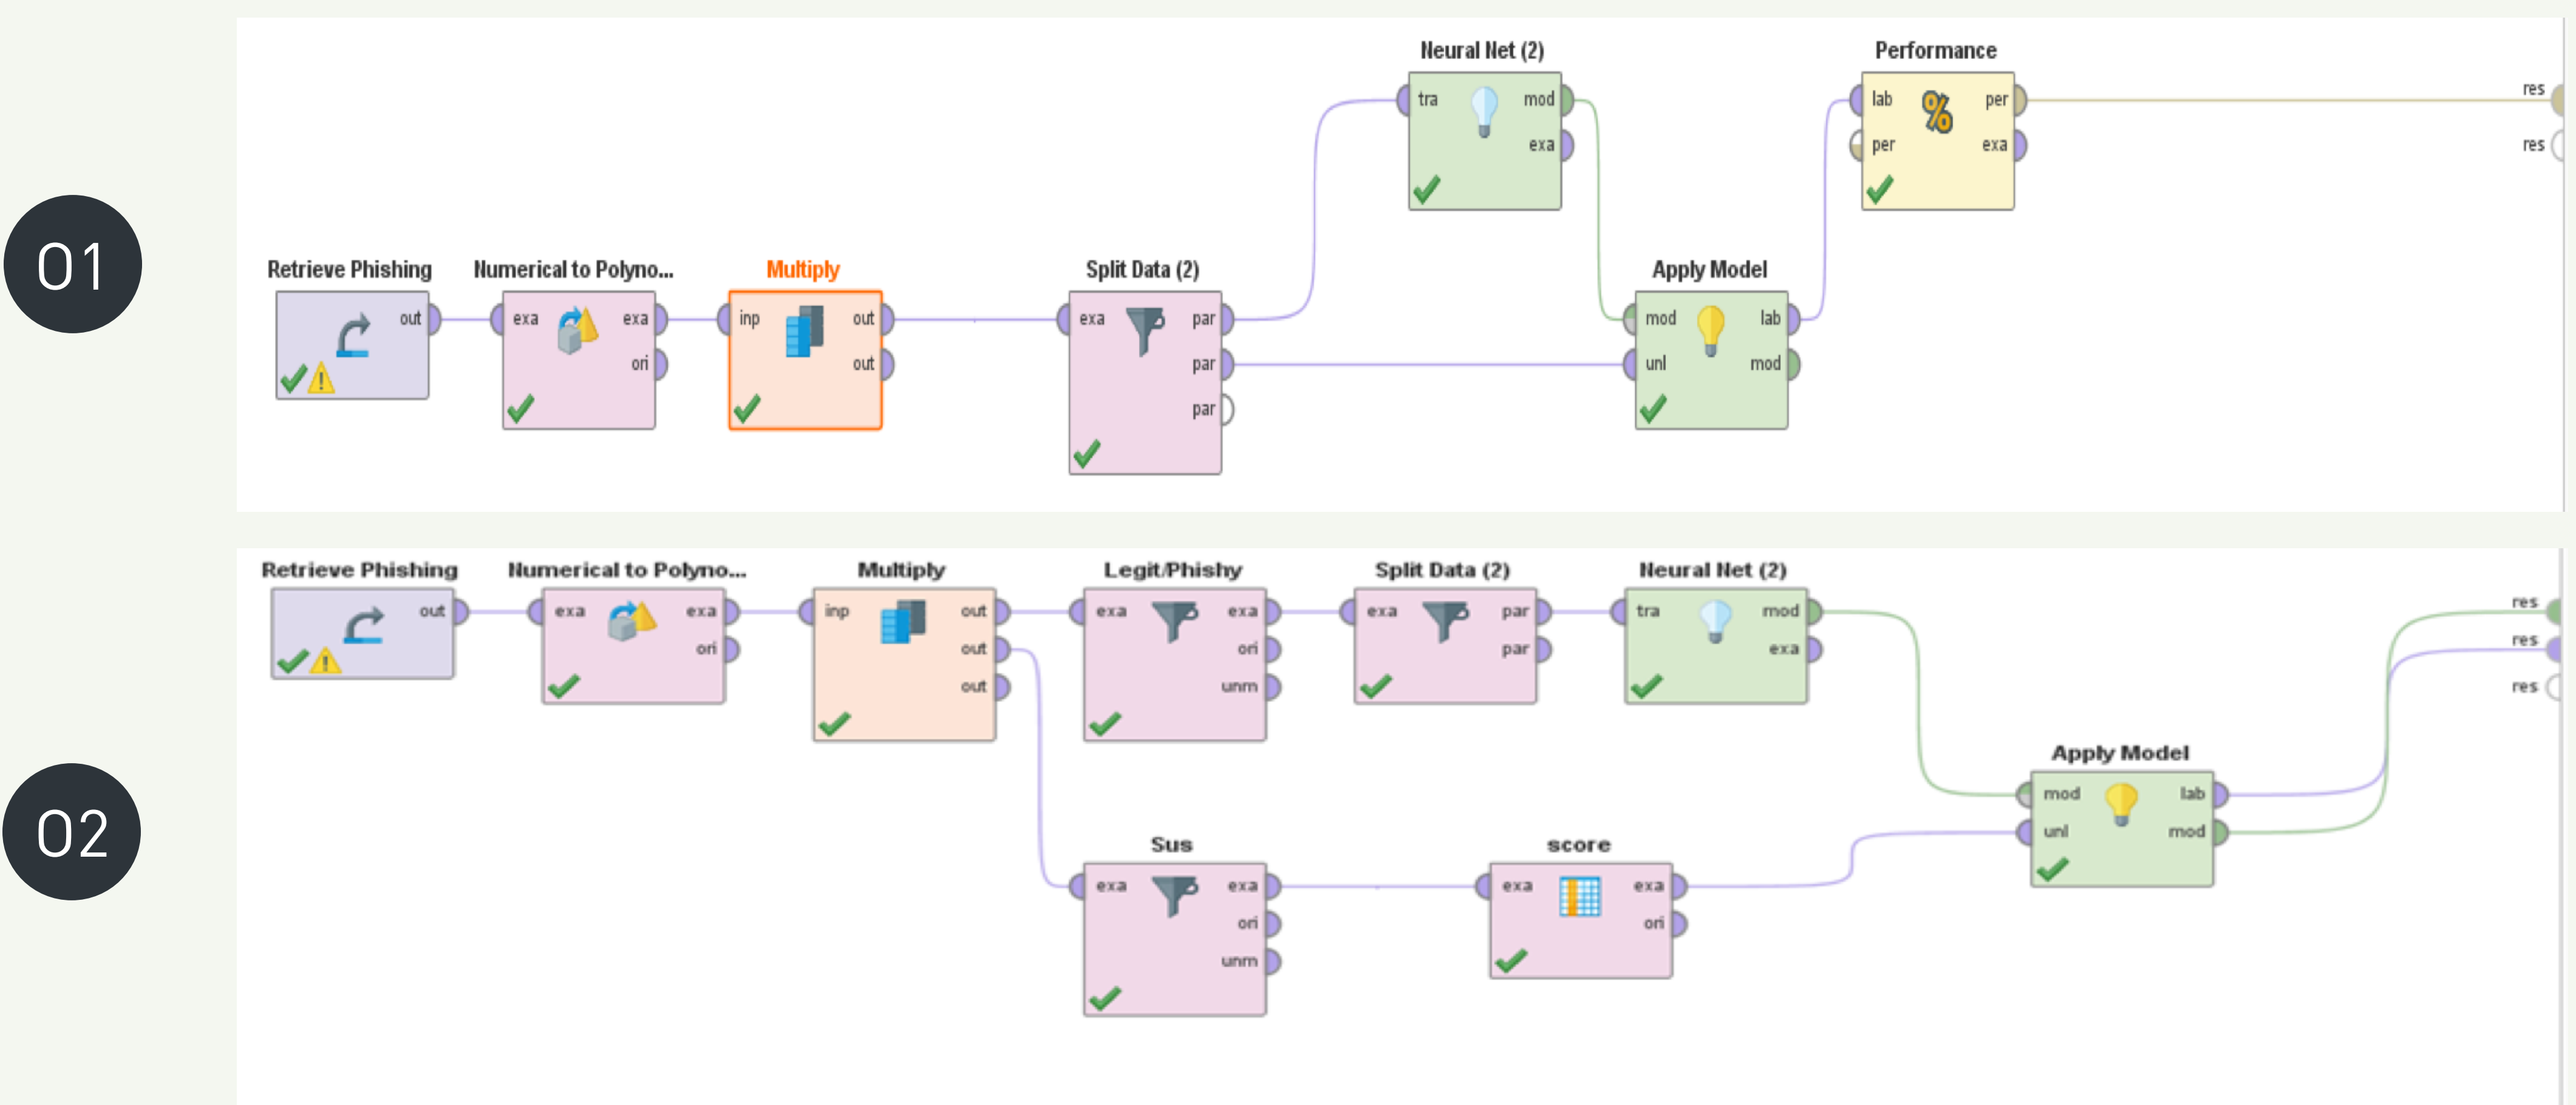 01
Neural Net (2)
Performance
tra
mod
exa
lab
%
per
per
exa
res
res
Retrieve Phishing
Numerical to Polyno...
Multiply
Split Data (2)
Apply Model
out
exa
exa
ori
inp
out
out
exa
par
par
par
mod
lab
unl
mod
02
Retrieve Phishing
Numerical to Polyno...
Multiply
Legit/Phishy
Split Data (2)
Neural Net (2)
out
exa
exa
ori
inp
out
out
out
exa
exa
ori
unm
exa
par
par
tra
mod
exa
res
res
res
Apply Model
mod
lab
unl
mod
Sus
score
exa
exa
ori
unm
exa
exa
ori